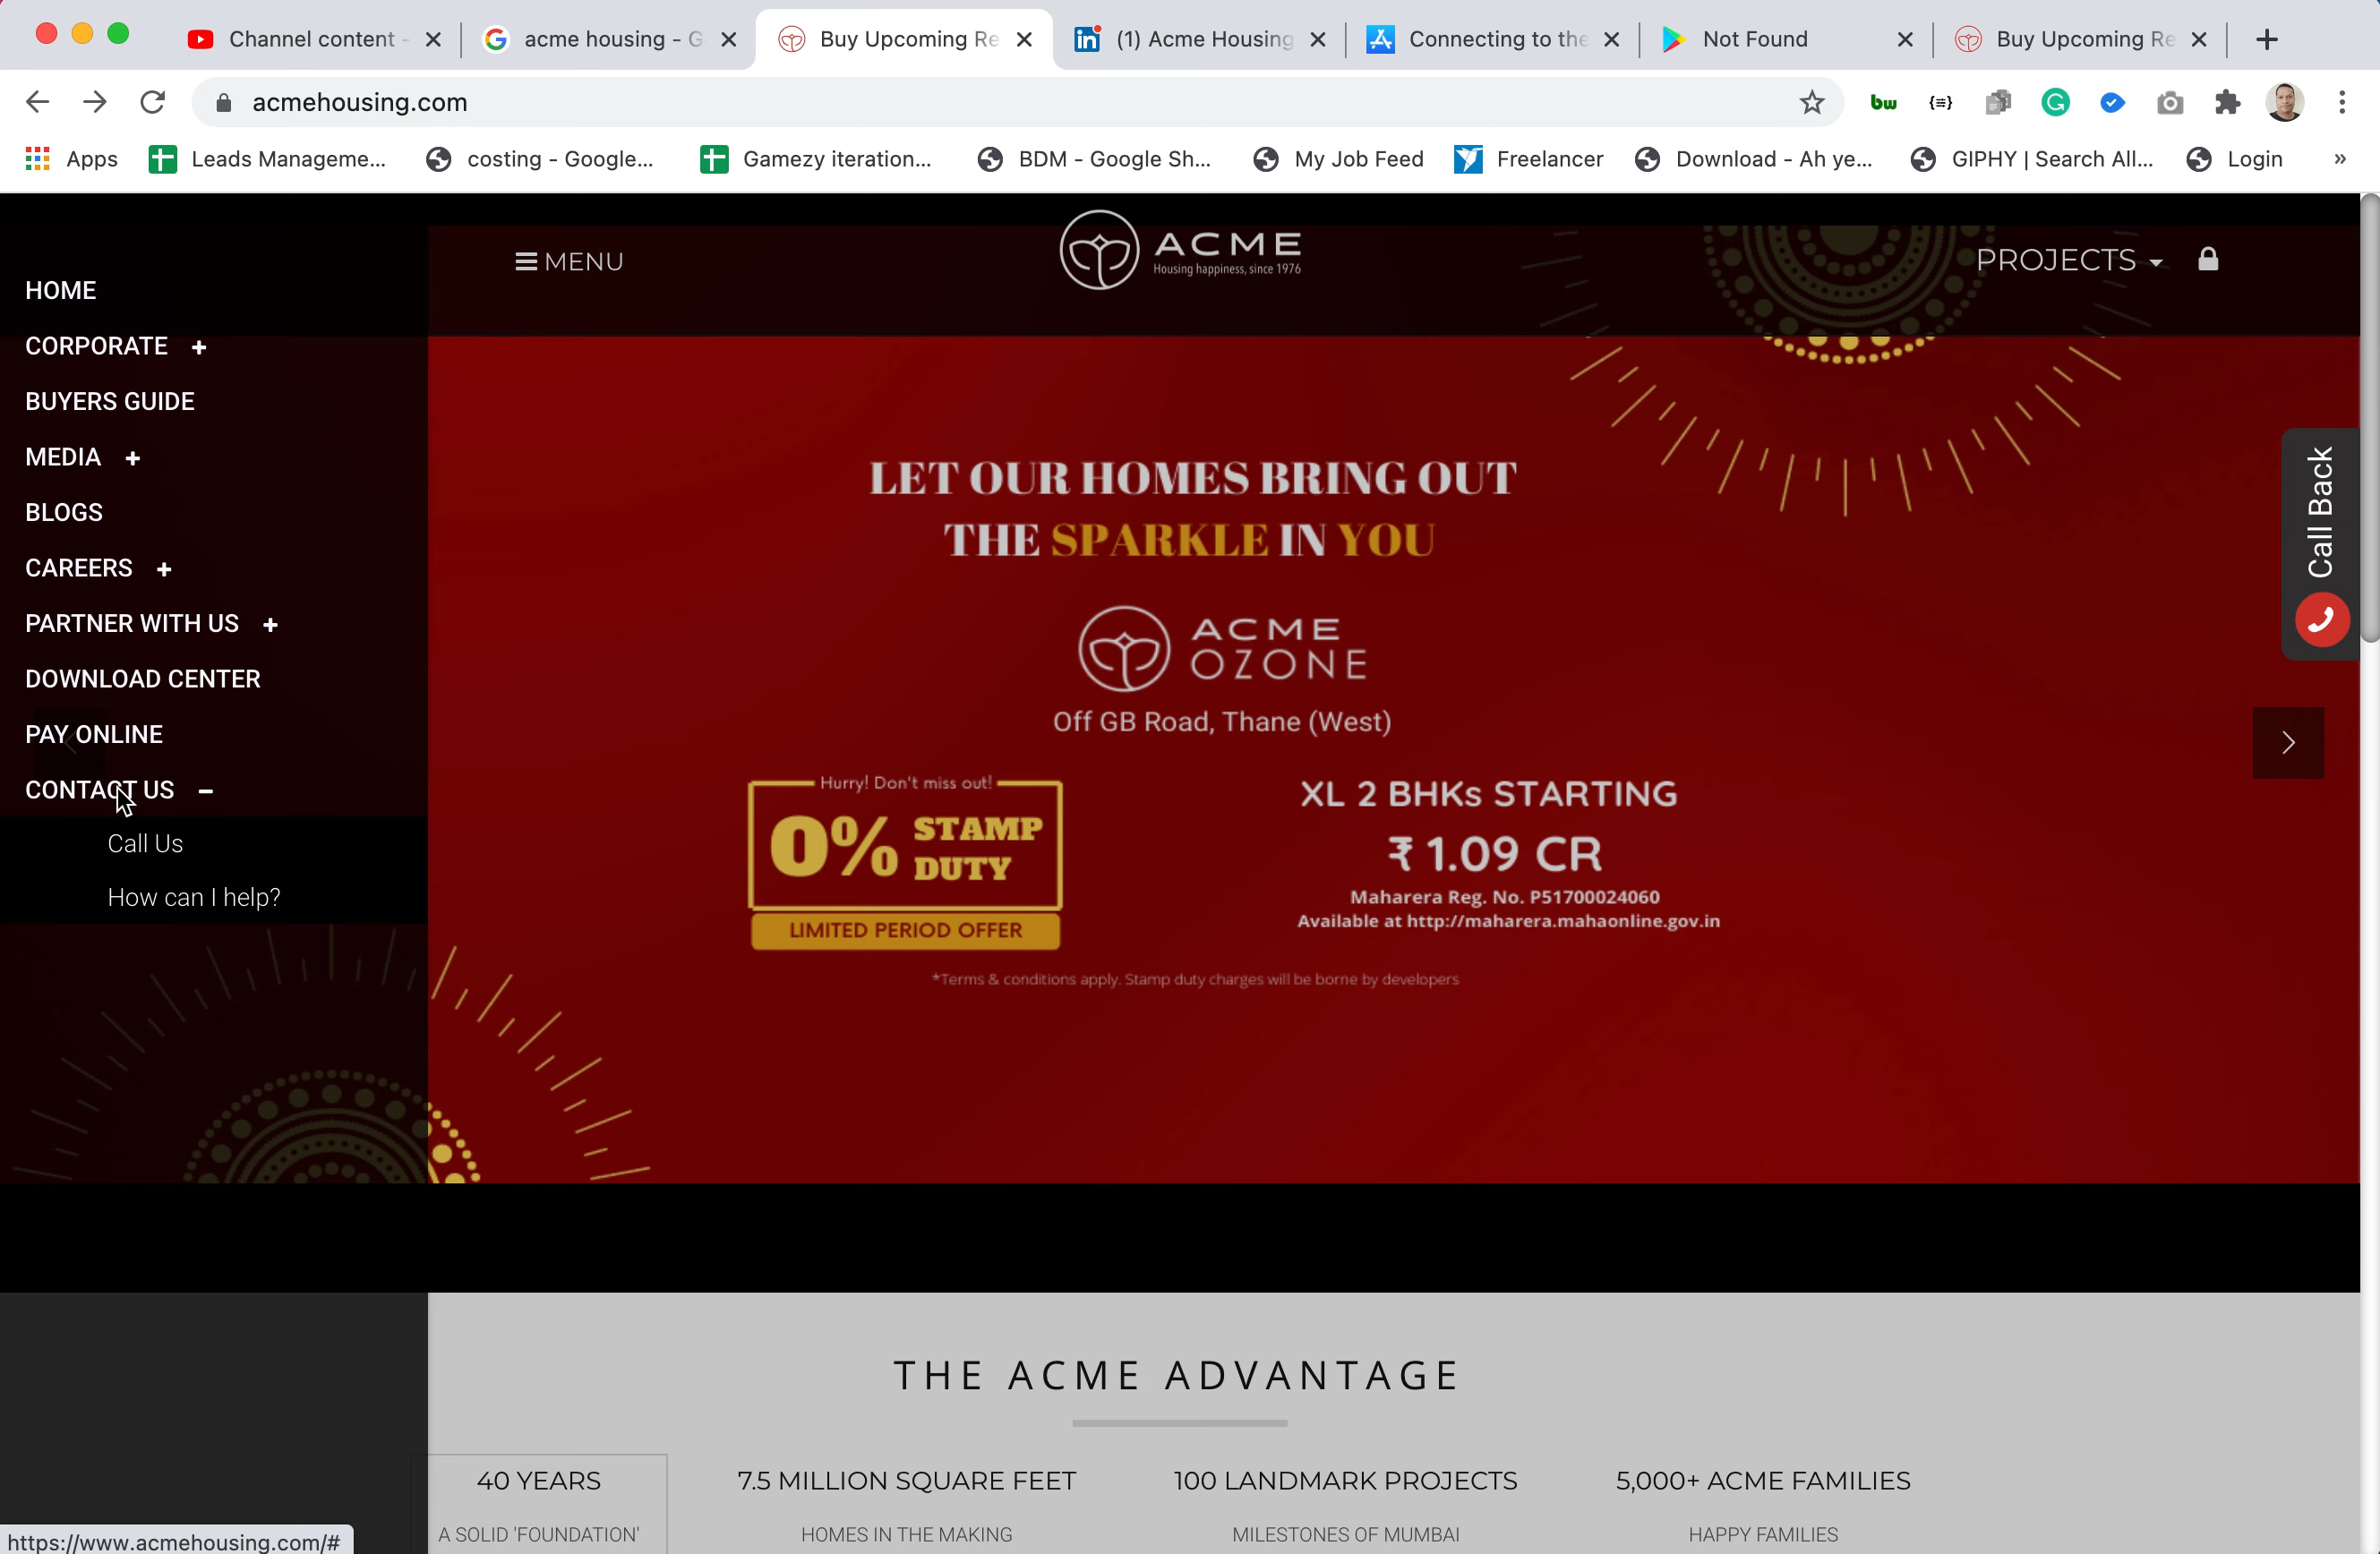 Channel content -
acme housing - G
Buy Upcoming Re
(1) Acme Housing
Connecting to the
Not Found
Buy Upcoming Re
acmehousing.com
bw
Apps
Leads Manageme...
costing - Google...
Gamezy iteration...
BDM - Google Sh...
My Job Feed
Freelancer
Download - Ah ye...
GIPHY | Search All...
Login
»
MENU
ACME
Housing happiness, since 1976
PROJECTS
HOME
CORPORATE +
BUYERS GUIDE
MEDIA +
BLOGS
CAREERS +
PARTNER WITH US +
DOWNLOAD CENTER
PAY ONLINE
CONTACT US -
Call Us
How can I help?
LET OUR HOMES BRING OUT
THE SPARKLE IN YOU
ACME
OZONE
Off GB Road, Thane (West)
Hurry! Don't miss out!
0% STAMP
DUTY
LIMITED PERIOD OFFER
XL 2 BHKs STARTING
₹ 1.09 CR
Maharera Reg. No. P51700024060
Available at http://maharera.mahaonline.gov.in
*Terms & conditions apply. Stamp duty charges will be borne by developers
Call Back
THE ACME ADVANTAGE
40 YEARS
A SOLID 'FOUNDATION'
7.5 MILLION SQUARE FEET
HOMES IN THE MAKING
100 LANDMARK PROJECTS
MILESTONES OF MUMBAI
5,000+ ACME FAMILIES
HAPPY FAMILIES
https://www.acmehousing.com/#